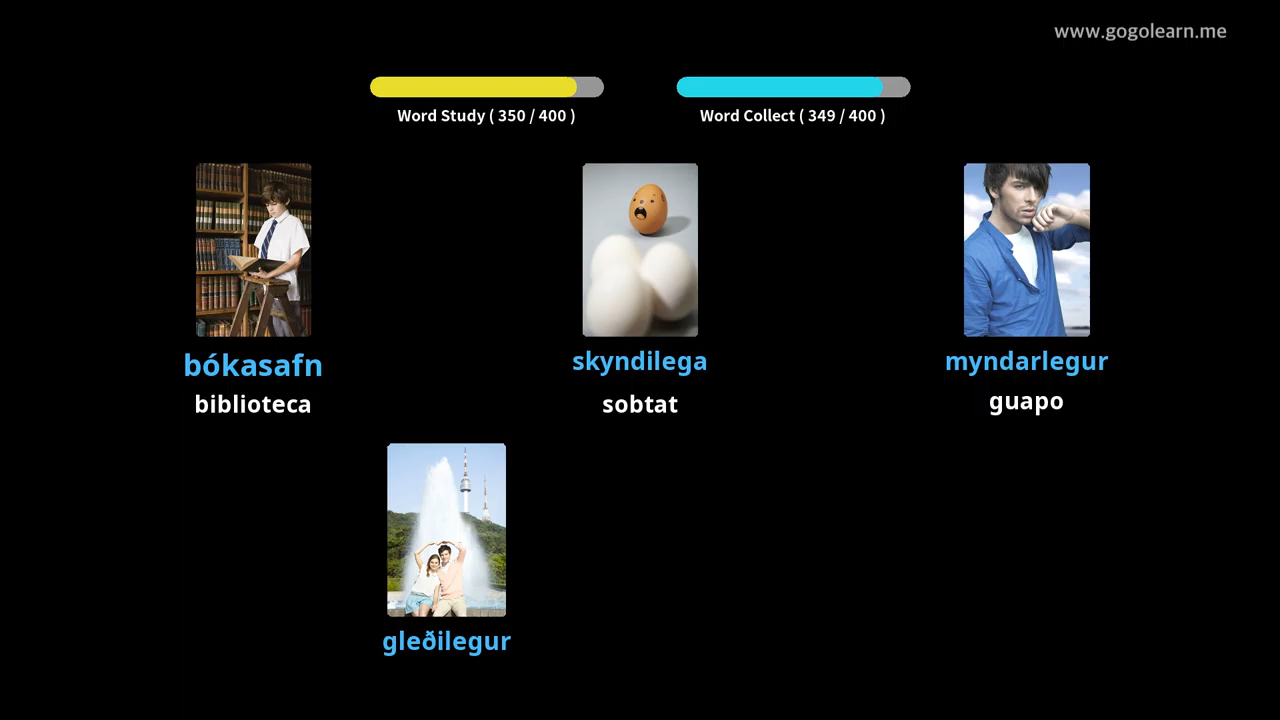 www.gogolearn.me
Word Study ( 350 / 400 )
Word Collect ( 349 / 400 )
bókasafn
biblioteca
skyndilega
sobtat
myndarlegur
guapo
gleðilegur